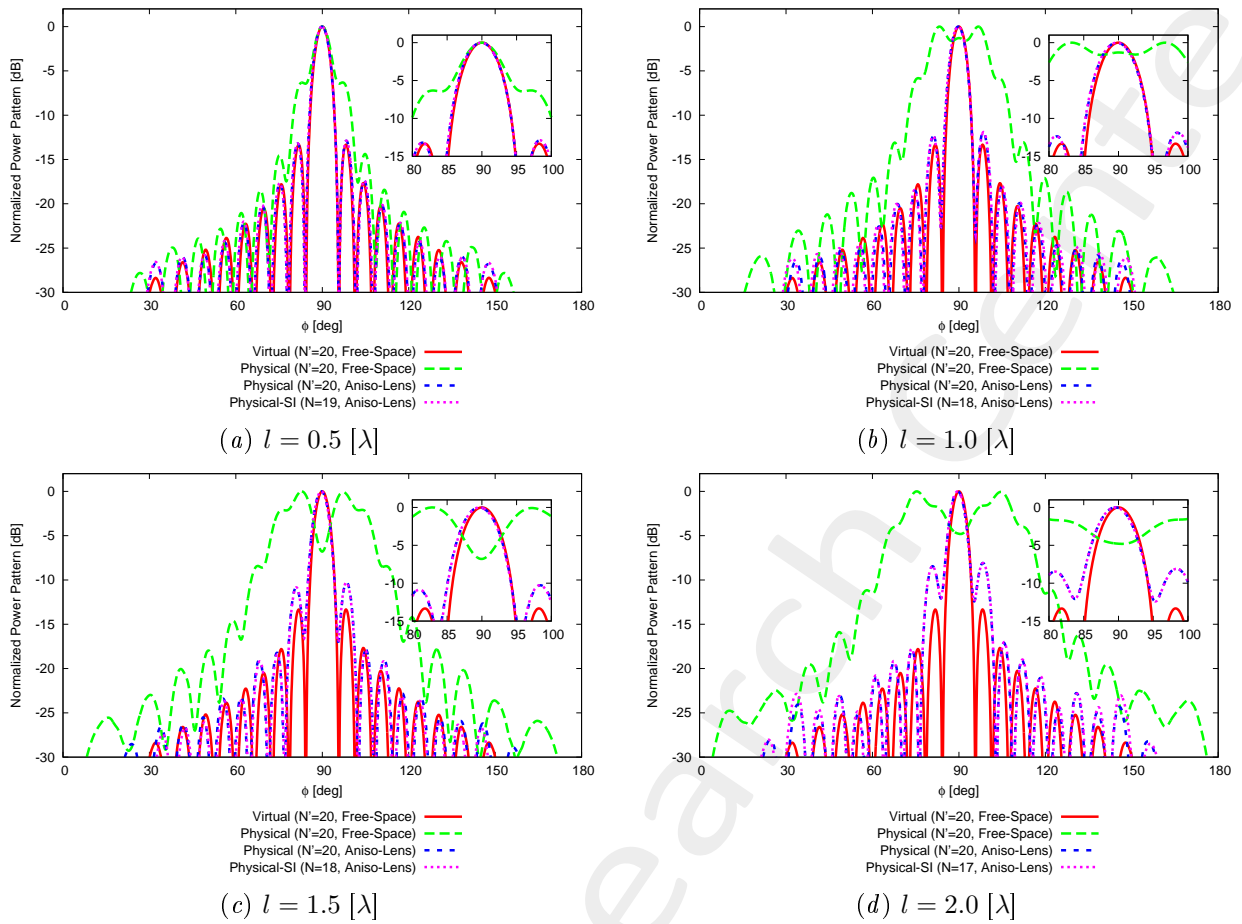 Normalized Power Pattern [dB]
0
-5
-10
-15
-20
-25
-30
0 30 60 90 120 150 180
ϕ [deg]
0
-5
-10
-15
80 85 90 95 100
Virtual (N'=20, Free-Space)
Physical (N'=20, Free-Space)
Physical (N'=20, Aniso-Lens)
Physical-SI (N=19, Aniso-Lens)
(a) l = 0.5 [λ]
Normalized Power Pattern [dB]
0
-5
-10
-15
-20
-25
-30
0 30 60 90 120 150 180
ϕ [deg]
0
-5
-10
-15
80 85 90 95 100
Virtual (N'=20, Free-Space)
Physical (N'=20, Free-Space)
Physical (N'=20, Aniso-Lens)
Physical-SI (N=18, Aniso-Lens)
(b) l = 1.0 [λ]
Normalized Power Pattern [dB]
0
-5
-10
-15
-20
-25
-30
0 30 60 90 120 150 180
ϕ [deg]
0
-5
-10
-15
80 85 90 95 100
Virtual (N'=20, Free-Space)
Physical (N'=20, Free-Space)
Physical (N'=20, Aniso-Lens)
Physical-SI (N=18, Aniso-Lens)
(c) l = 1.5 [λ]
Normalized Power Pattern [dB]
0
-5
-10
-15
-20
-25
-30
0 30 60 90 120 150 180
ϕ [deg]
0
-5
-10
-15
80 85 90 95 100
Virtual (N'=20, Free-Space)
Physical (N'=20, Free-Space)
Physical (N'=20, Aniso-Lens)
Physical-SI (N=17, Aniso-Lens)
(d) l = 2.0 [λ]
earch Cente